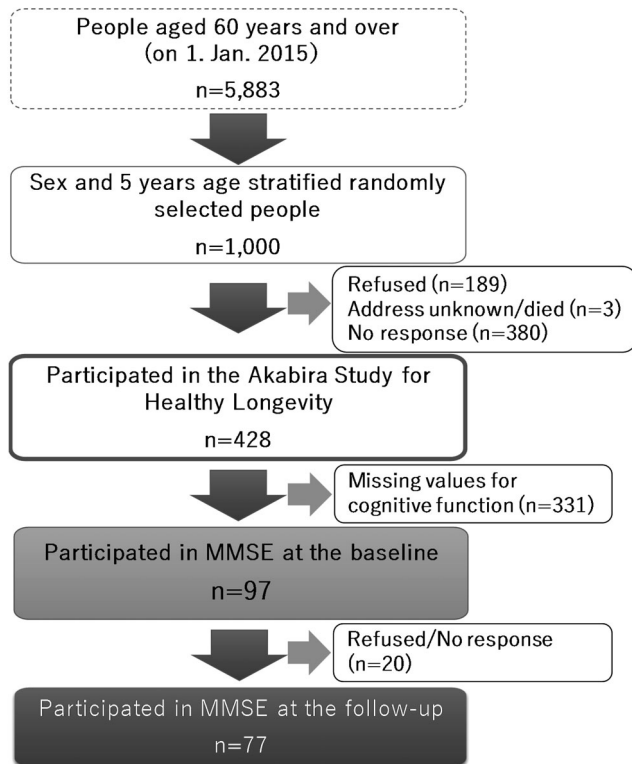 People aged 60 years and over
(on 1. Jan. 2015)
n=5,883
Sex and 5 years age stratified randomly
selected people
n=1,000
Refused (n=189)
Address unknown/died (n=3)
No response (n=380)
Participated in the Akabira Study for
Healthy Longevity
n=428
Missing values for
cognitive function (n=331)
Participated in MMSE at the baseline
n=97
Refused/No response
(n=20)
Participated in MMSE at the follow-up
n=77